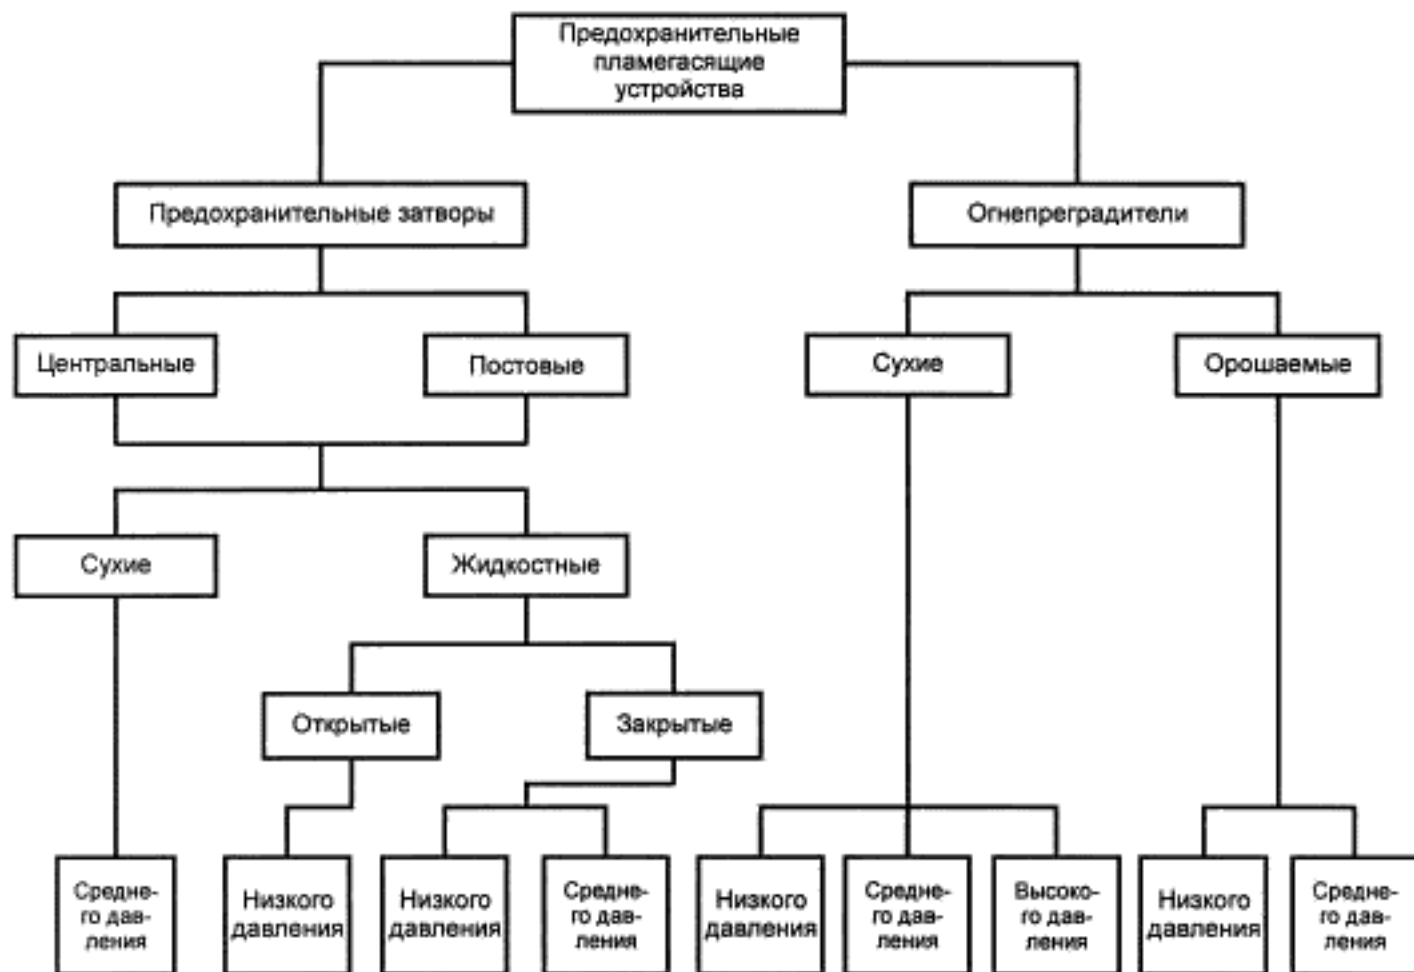 Предохранительные
пламегасящие
устройства
Предохранительные затворы
Огнепреградители
Центральные
Постовые
Сухие
Орошаемые
Сухие
Жидкостные
Открытые
Закрытые
Средне-
го дав-
ления
Низкого
давления
Низкого
давления
Средне-
го дав-
ления
Низкого
давления
Средне-
го дав-
ления
Высоко-
го дав-
ления
Низкого
давления
Средне-
го дав-
ления